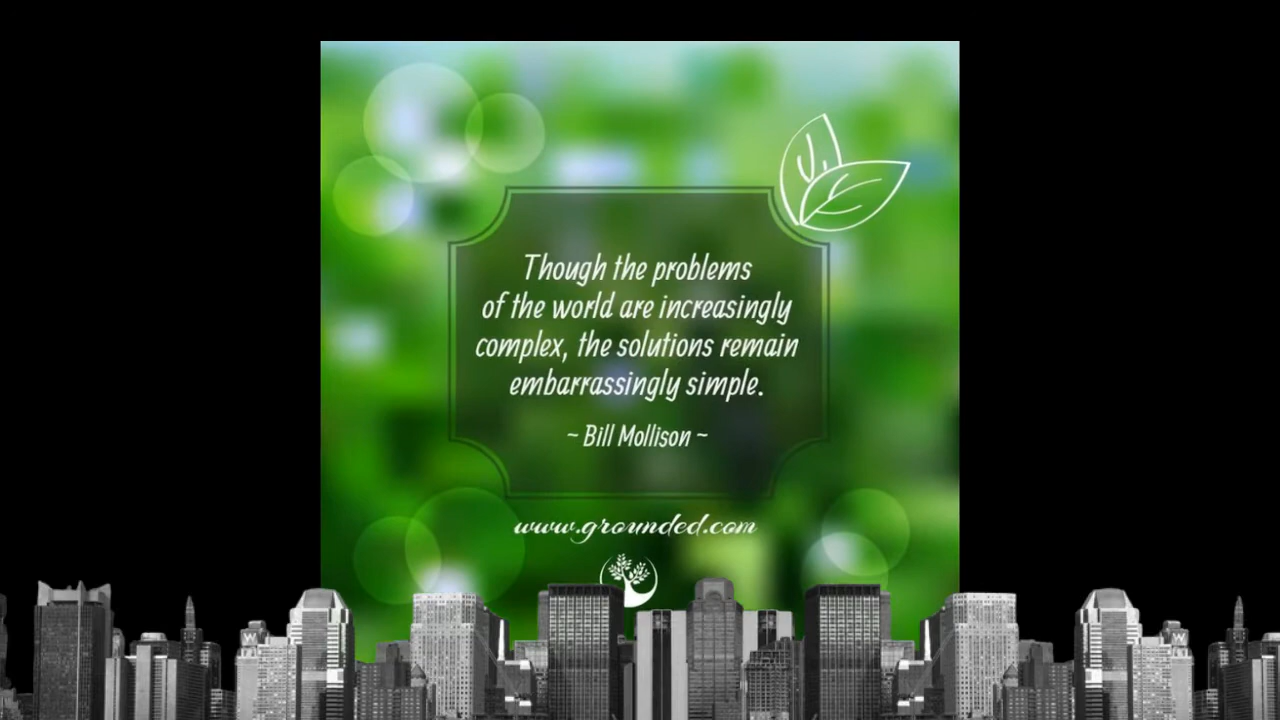 Though the problems
of the world are increasingly
complex, the solutions remain
embarrassingly simple.
~ Bill Mollison ~
www.grounded.com
W
W